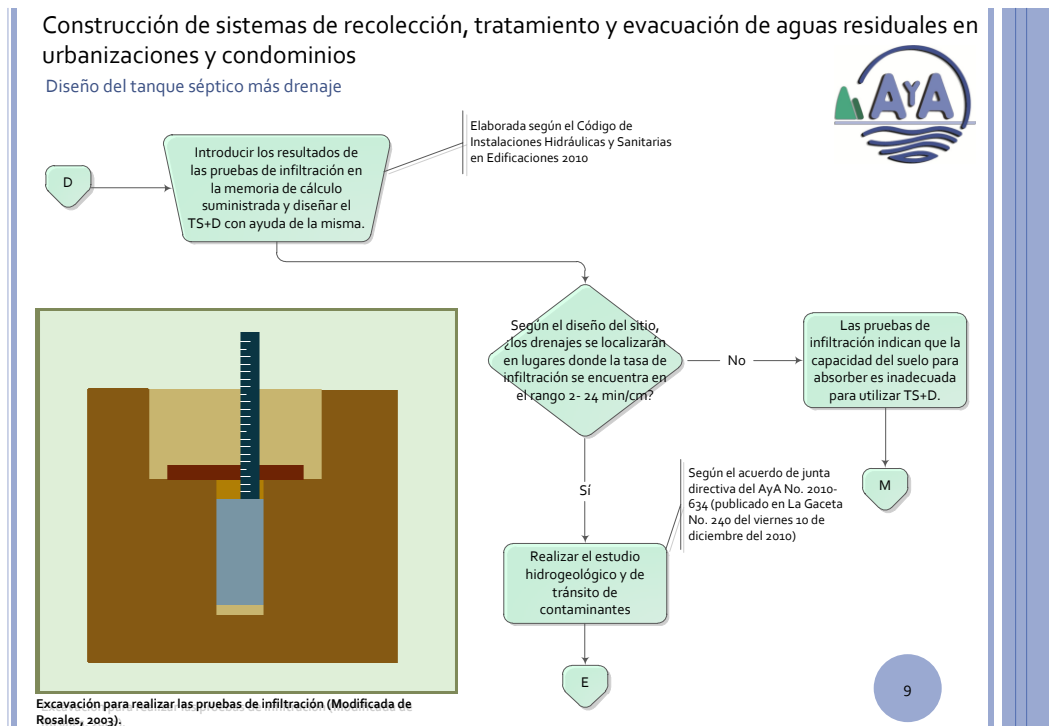 Construcción de sistemas de recolección, tratamiento y evacuación de aguas residuales en
urbanizaciones y condominios
Diseño del tanque séptico más drenaje
AYA
Elaborada según el Código de
Instalaciones Hidráulicas y Sanitarias
en Edificaciones 2010
D
Introducir los resultados de
las pruebas de infiltración en
la memoria de cálculo
suministrada y diseñar el
TS+D con ayuda de la misma.
Según el diseño del sitio,
¿los drenajes se localizarán
en lugares donde la tasa de
infiltración se encuentra en
el rango 2- 24 min/cm?
No
Las pruebas de
infiltración indican que la
capacidad del suelo para
absorber es inadecuada
para utilizar TS+D.
M
Sí
Según el acuerdo de junta
directiva del AyA No. 2010-
634 (publicado en La Gaceta
No. 240 del viernes 10 de
diciembre del 2010)
Realizar el estudio
hidrogeológico y de
tránsito de
contaminantes
E
Excavación para realizar las pruebas de infiltración (Modificada de
Rosales, 2003).
9